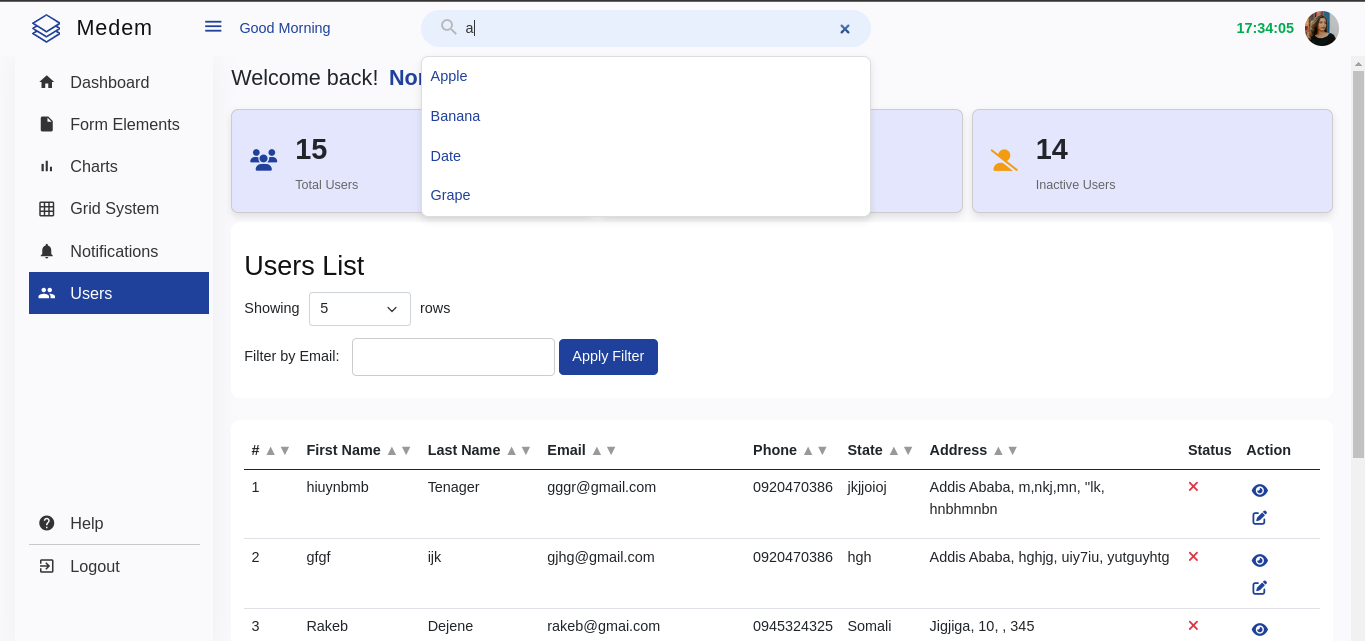 Medem
Good Morning
a
17:34:05
Dashboard
Form Elements
Charts
Grid System
Notifications
Users
Help
Logout
Welcome back!
Apple
Banana
Date
Grape
15
Total Users
14
Inactive Users
Users List
Showing 5 rows
Filter by Email: Apply Filter
# ▲▼ First Name ▲▼ Last Name ▲▼ Email ▲▼ Phone ▲▼ State ▲▼ Address ▲▼ Status Action
1 hiuynbmb Tenager gggr@gmail.com 0920470386 jkjjoioj Addis Ababa, m,nkj,mn, "lk,
hnbhmnbn
2 gfgf ijk gjhg@gmail.com 0920470386 hgh Addis Ababa, hghjg, uiy7iu, yutguyhtg
3 Rakeb Dejene rakeb@gmai.com 0945324325 Somali Jigjiga, 10, , 345